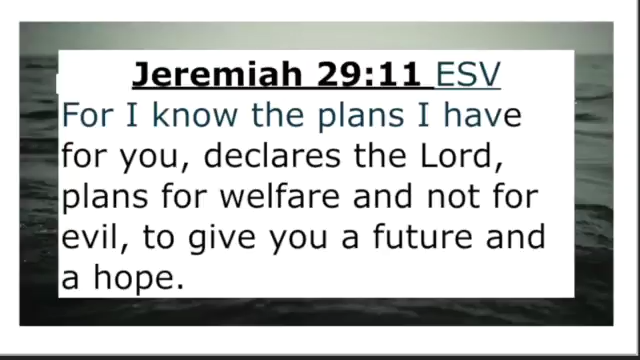 Jeremiah 29:11 ESV
For I know the plans I have
for you, declares the Lord,
plans for welfare and not for
evil, to give you a future and
a hope.